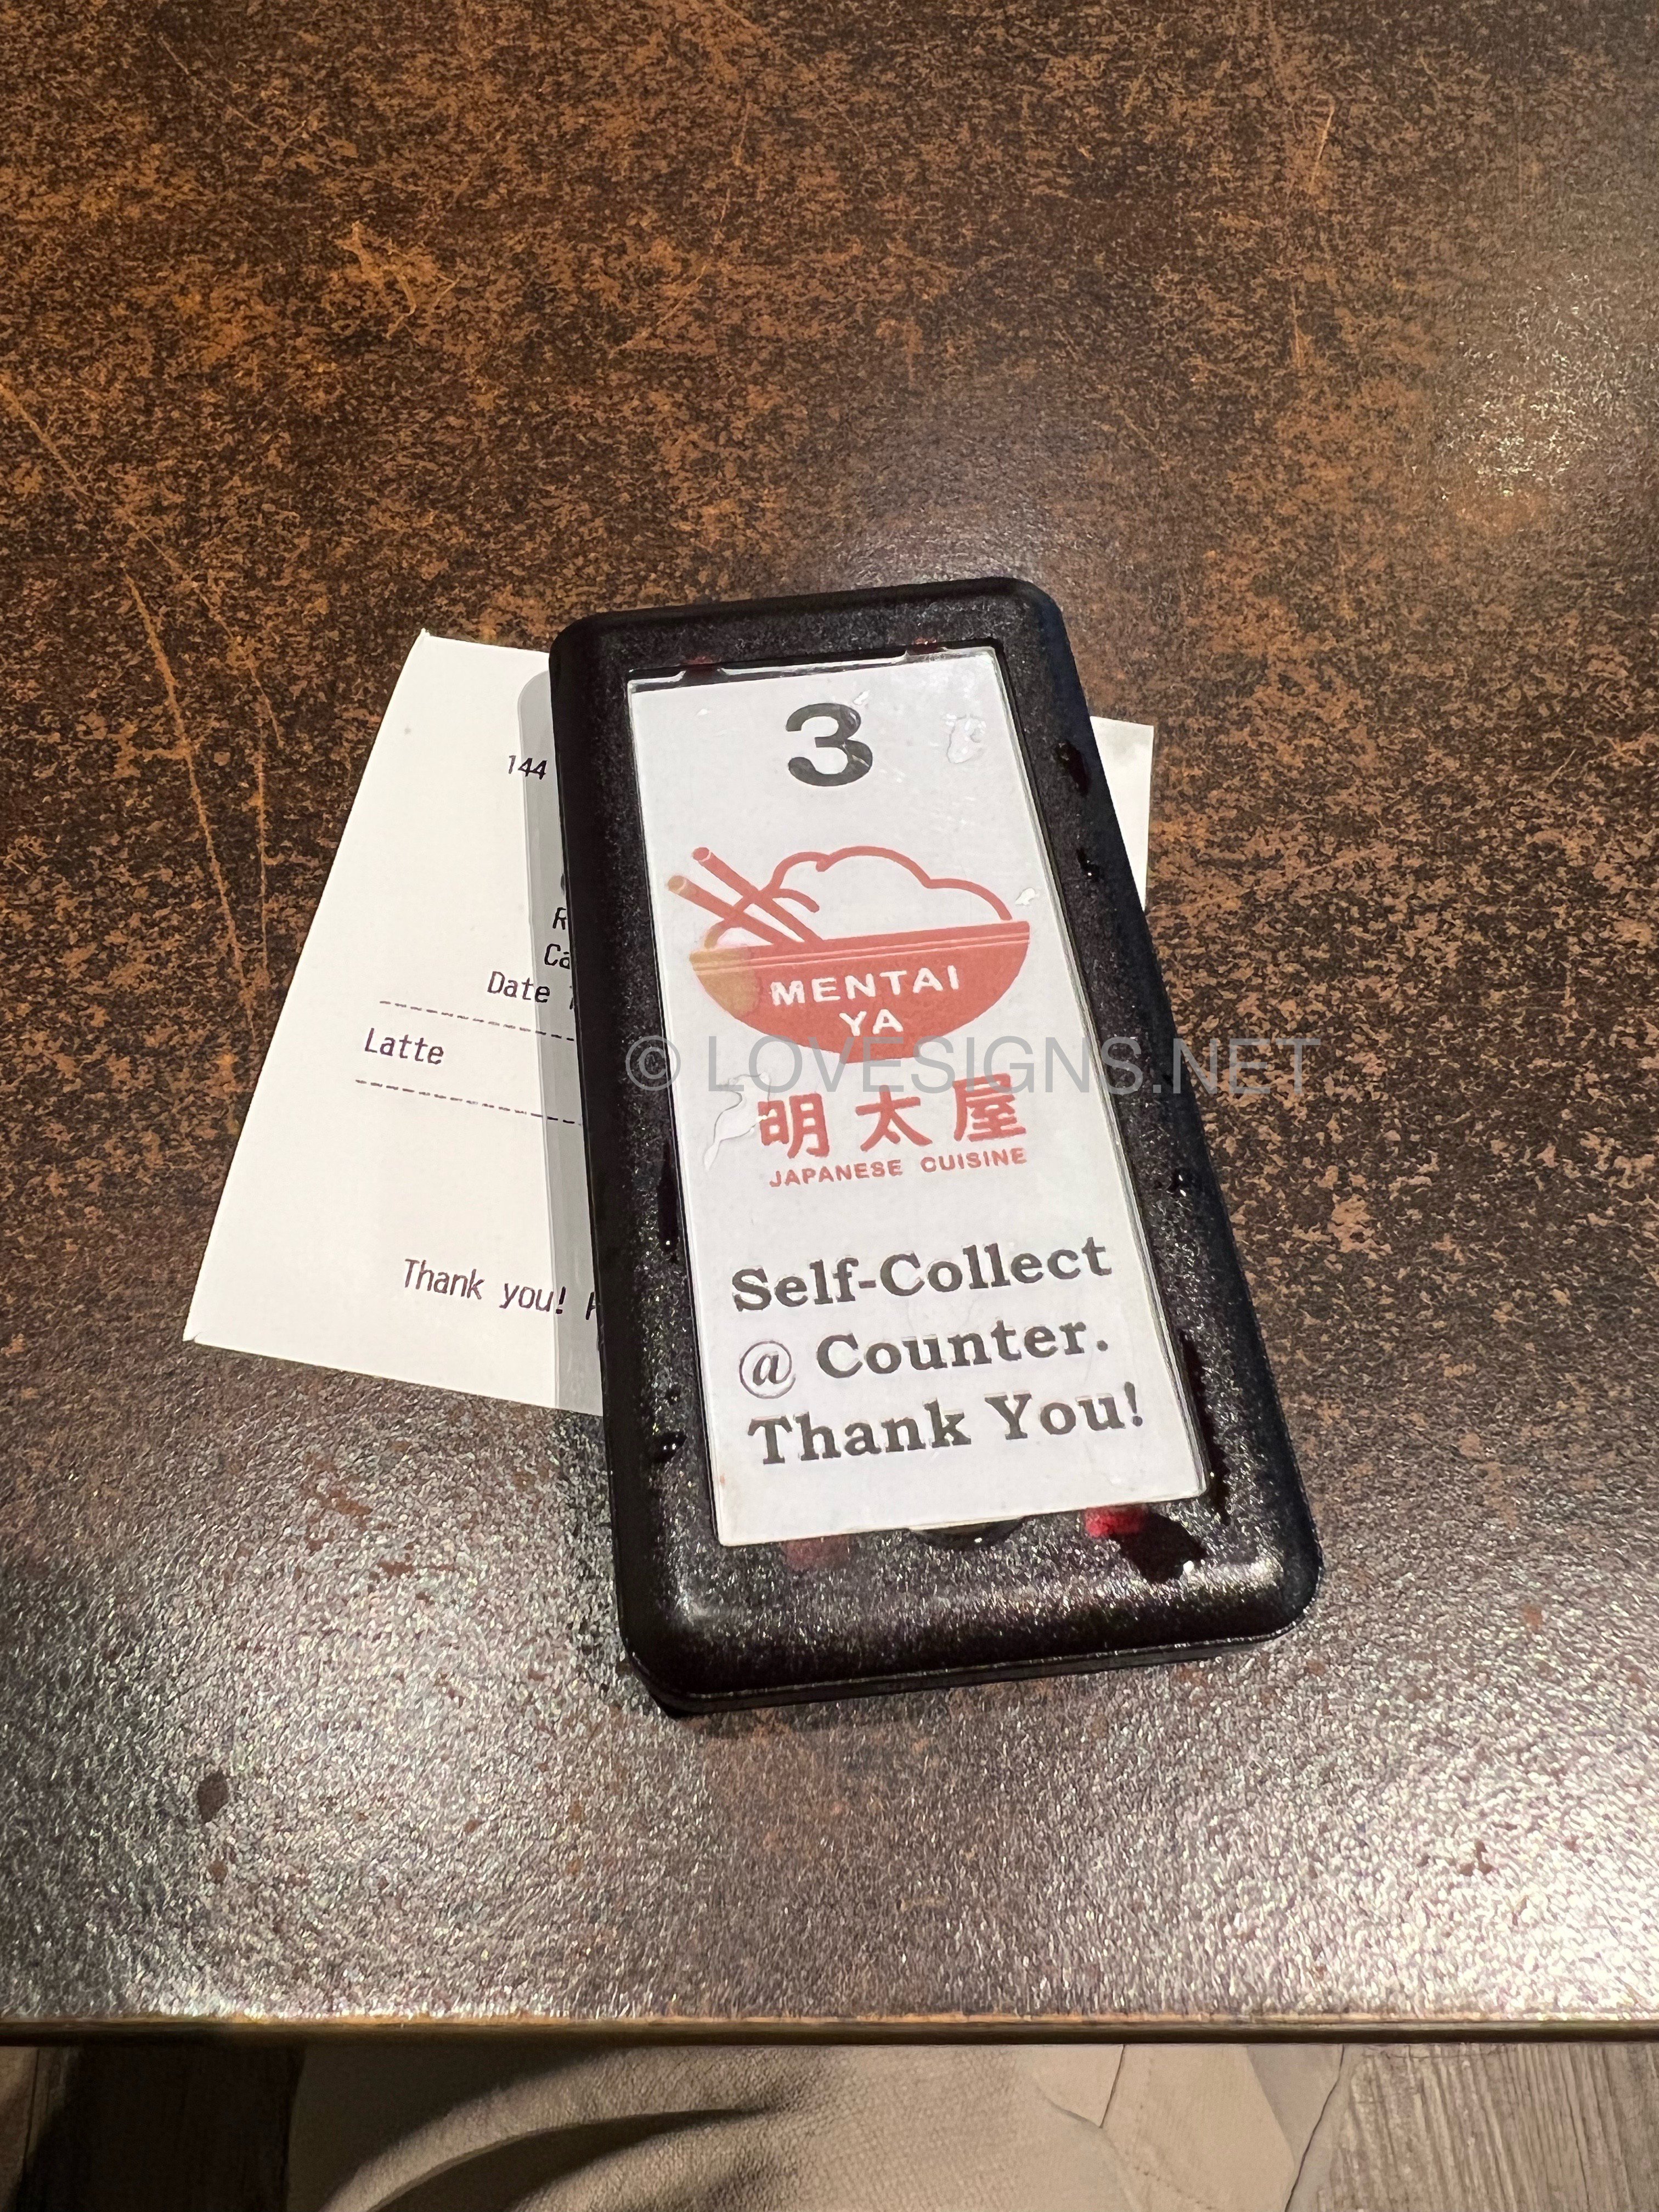 3
MENTAI
YA
明太屋
JAPANESE CUISINE
Self-Collect
@ Counter.
Thank You!
144
Date
Latte
Thank you!
© LOVESIGNS.NET